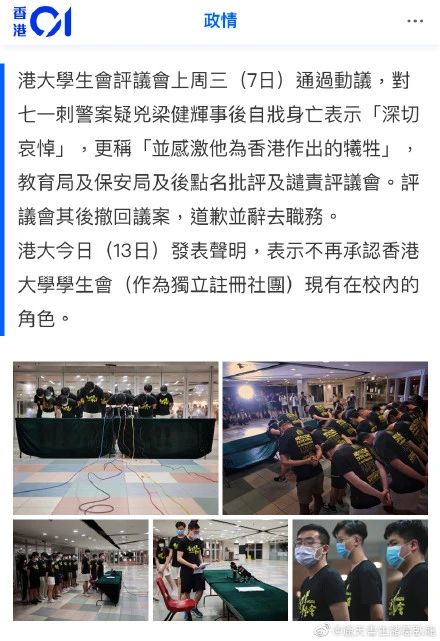 香港01
政情
港大學生會評議會上周三（7日）通過動議，對
七一刺警案疑兇梁健輝事後自戕身亡表示「深切
哀悼」，更稱「並感激他為香港作出的犧牲」，
教育局及保安局及後點名批評及譴責評議會。評
議會其後撤回議案，道歉並辭去職務。
港大今日（13日）發表聲明，表示不再承認香港
大學學生會（作為獨立註冊社團）現有在校內的
角色。